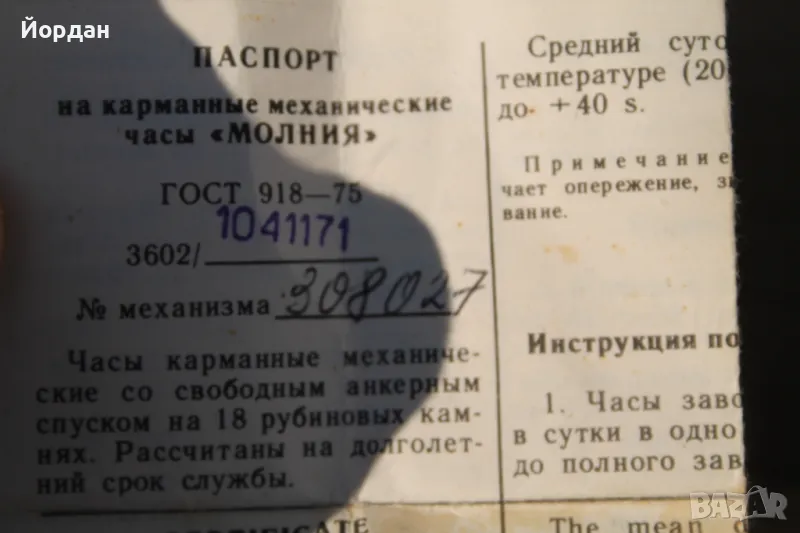 Йордан
ПАСПОРТ
на карманные механические
часы «МОЛНИЯ»
ГОСТ 918—75
1041171
3602/
№ механизма 308027
Часы карманные механиче-
ские со свободным анкерным
спуском на 18 рубиновых кам-
нях. Рассчитаны на долголет-
ний срок службы.
CERTIFICATE
Средний суто
температуре (20
до +40 s.
Примечание
чает опережение, з
вание.
Инструкция по
1. Часы заво
в сутки в одно
до полного зав
The mean d
BAZAR